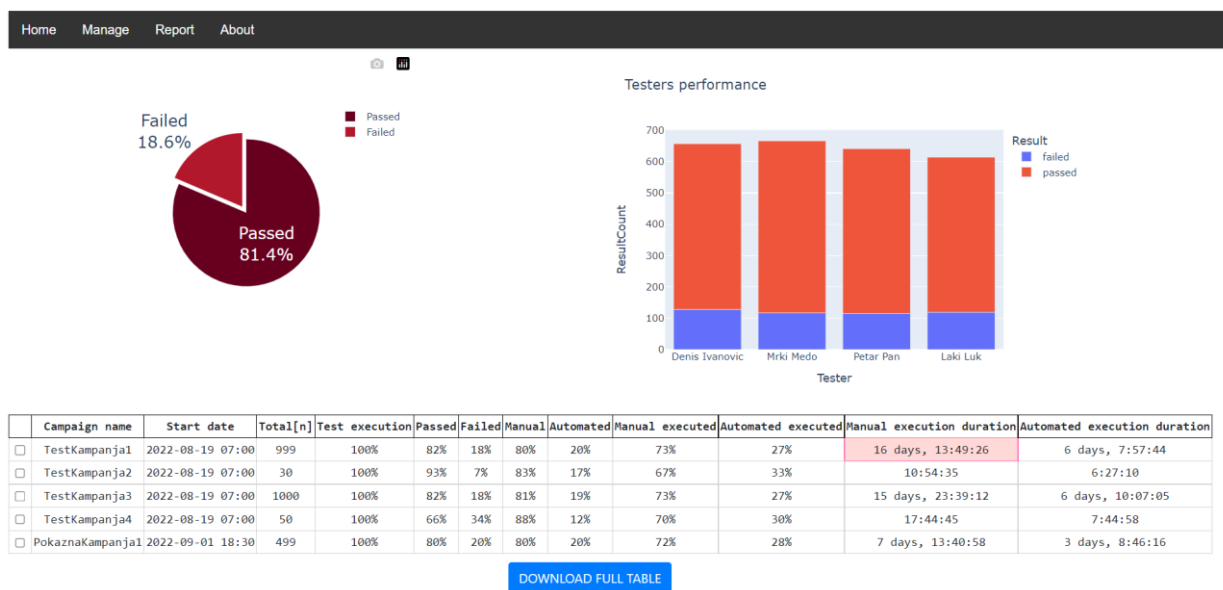 Home Manage Report About
Failed
18.6%
Passed
81.4%
Passed
Failed
Testers performance
700
600
500
400
300
200
100
0
ResultCount
Denis Ivanovic Mrki Medo Petar Pan Laki Luk
Tester
Result
failed
passed
Campaign name Start date Total[n] Test execution Passed Failed Manual Automated Manual executed Automated executed Manual execution duration Automated execution duration
TestKampanja1 2022-08-19 07:00 999 100% 82% 18% 80% 20% 73% 27% 16 days, 13:49:26 6 days, 7:57:44
TestKampanja2 2022-08-19 07:00 30 100% 93% 7% 83% 17% 67% 33% 10:54:35 6:27:10
TestKampanja3 2022-08-19 07:00 1000 100% 82% 18% 81% 19% 73% 27% 15 days, 23:39:12 6 days, 10:07:05
TestKampanja4 2022-08-19 07:00 50 100% 66% 34% 88% 12% 70% 30% 17:44:45 7:44:58
PokaznaKampanja1 2022-09-01 18:30 499 100% 80% 20% 80% 20% 72% 28% 7 days, 13:40:58 3 days, 8:46:16
DOWNLOAD FULL TABLE